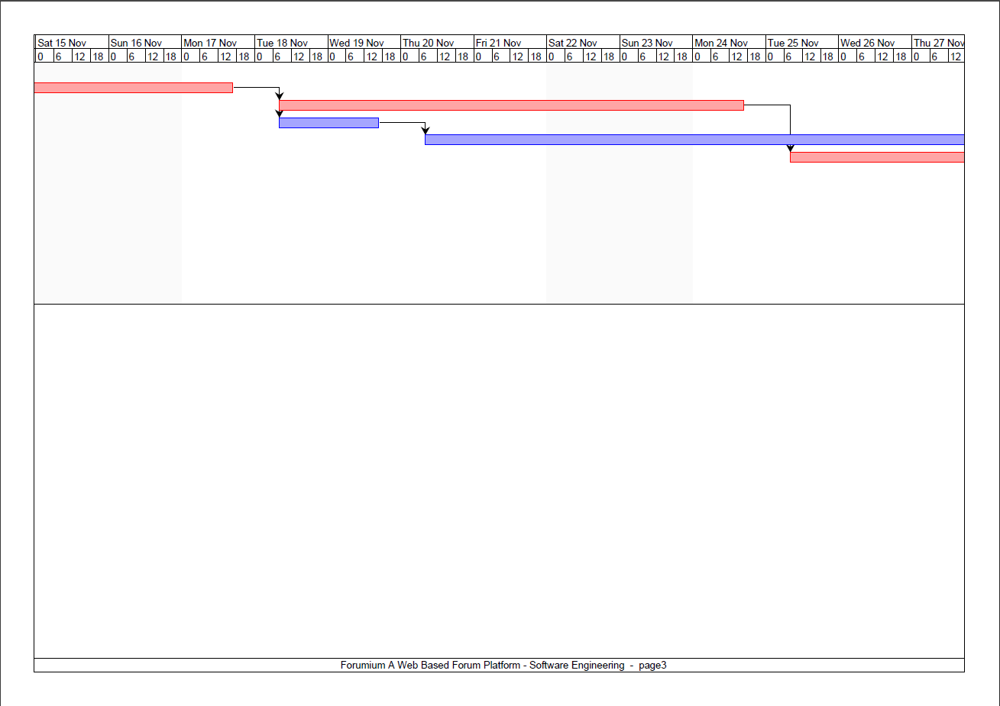 Sat 15 Nov Sun 16 Nov Mon 17 Nov Tue 18 Nov Wed 19 Nov Thu 20 Nov Fri 21 Nov Sat 22 Nov Sun 23 Nov Mon 24 Nov Tue 25 Nov Wed 26 Nov Thu 27 Nov
0 6 12 18 0 6 12 18 0 6 12 18 0 6 12 18 0 6 12 18 0 6 12 18 0 6 12 18 0 6 12 18 0 6 12 18 0 6 12 18 0 6 12 18 0 6 12 18 0 6 12
Forumium A Web Based Forum Platform - Software Engineering - page3